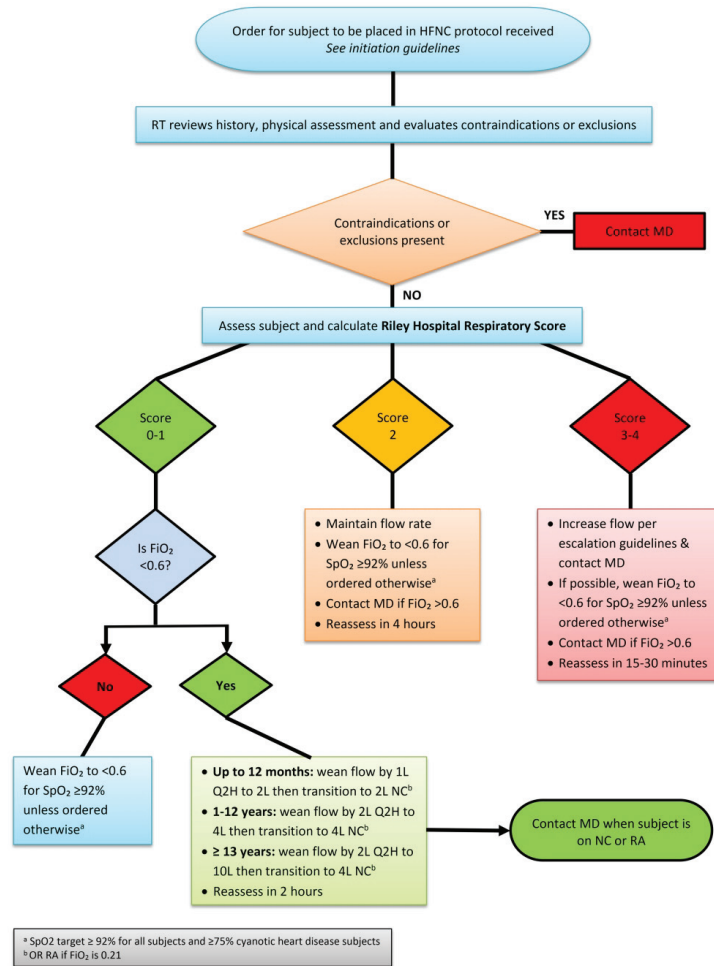 Order for subject to be placed in HFNC protocol received
See initiation guidelines
RT reviews history, physical assessment and evaluates contraindications or exclusions
Contraindications or
exclusions present
YES
Contact MD
NO
Assess subject and calculate Riley Hospital Respiratory Score
Score
0-1
Score
2
Score
3-4
Is FiO₂
<0.6?
• Maintain flow rate
• Wean FiO₂ to <0.6 for
SpO₂ ≥92% unless
ordered otherwiseᵃ
• Contact MD if FiO₂ >0.6
• Reassess in 4 hours
• Increase flow per
escalation guidelines &
contact MD
• If possible, wean FiO₂ to
<0.6 for SpO₂ ≥92% unless
ordered otherwiseᵃ
• Contact MD if FiO₂ >0.6
• Reassess in 15-30 minutes
No
Yes
Wean FiO₂ to <0.6
for SpO₂ ≥92%
unless ordered
otherwiseᵃ
• Up to 12 months: wean flow by 1L
Q2H to 2L then transition to 2L NCᵇ
• 1-12 years: wean flow by 2L Q2H to
4L then transition to 4L NCᵇ
• ≥ 13 years: wean flow by 2L Q2H to
10L then transition to 4L NCᵇ
• Reassess in 2 hours
Contact MD when subject is
on NC or RA
ᵃ SpO2 target ≥ 92% for all subjects and ≥75% cyanotic heart disease subjects
ᵇ OR RA if FiO₂ is 0.21